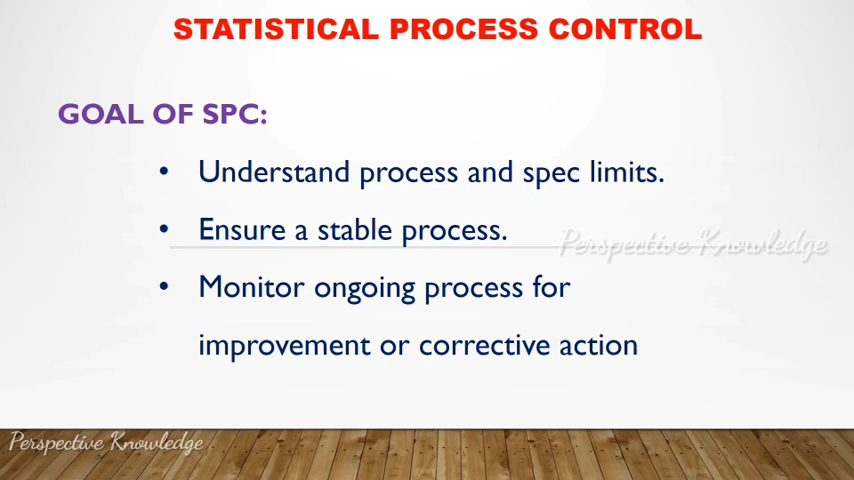 STATISTICAL PROCESS CONTROL
GOAL OF SPC:
• Understand process and spec limits.
• Ensure a stable process.
Perspective Knowledge
• Monitor ongoing process for
improvement or corrective action
Perspective Knowledge